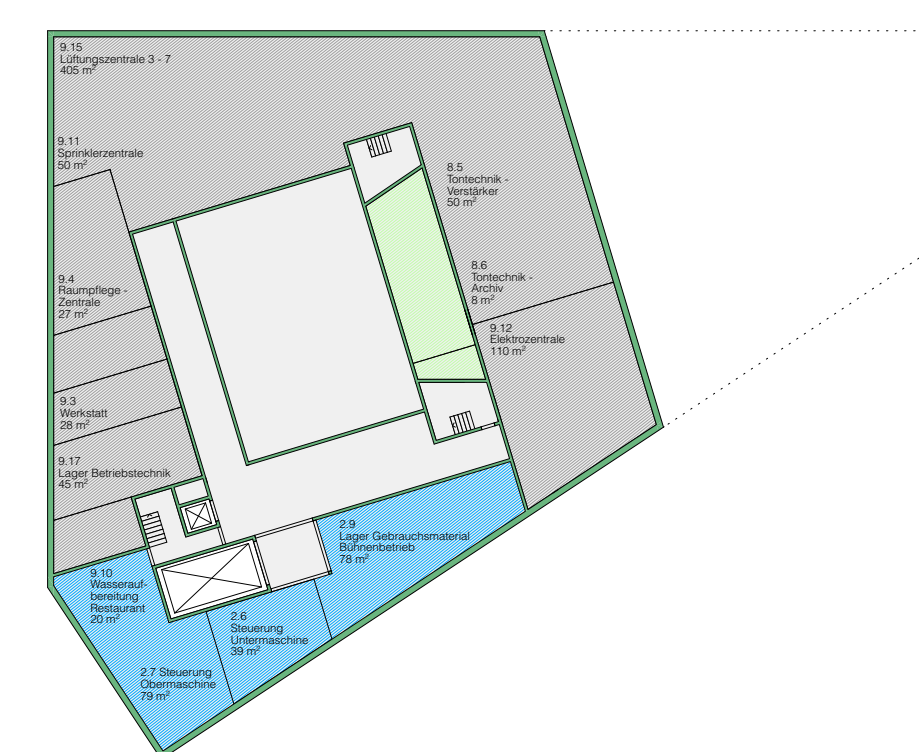 9.15
Lüftungszentrale 3 - 7
405 m²
9.11
Sprinklerzentrale
50 m²
8.5
Tontechnik -
Verstärker
50 m²
9.4
Raumpflege -
Zentrale
27 m²
8.6
Tontechnik -
Archiv
8 m²
9.12
Elektrozentrale
110 m²
9.3
Werkstatt
28 m²
9.17
Lager Betriebstechnik
45 m²
2.9
Lager Gebrauchsmaterial
Bühnenbetrieb
78 m²
9.10
Wasserauf-
bereitung
Restaurant
20 m²
2.6
Steuerung
Untermaschine
39 m²
2.7 Steuerung
Obermaschine
79 m²